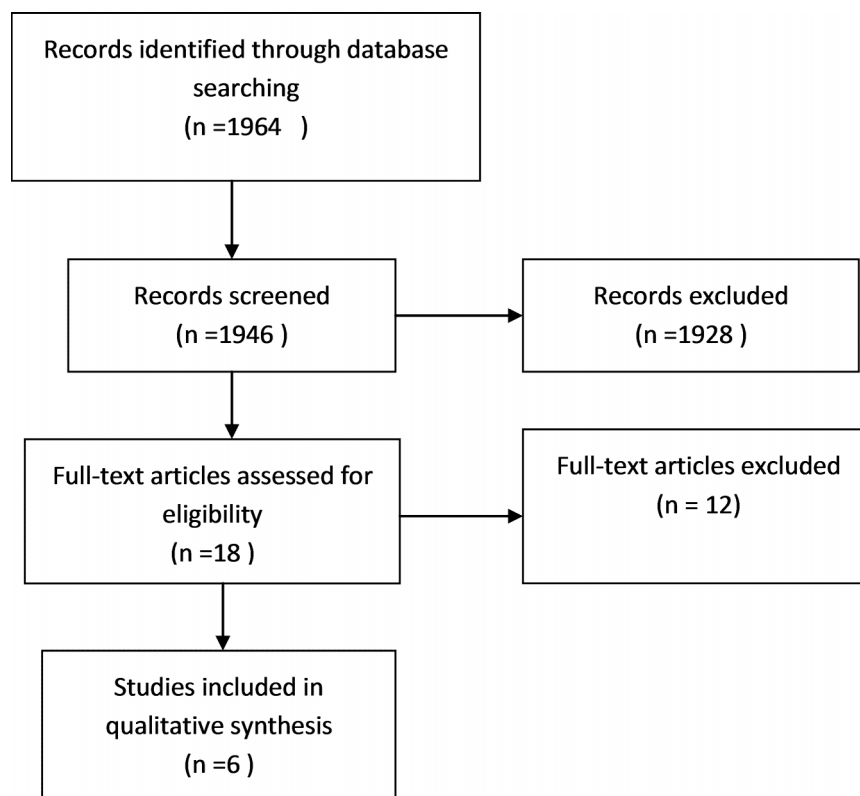 Records identified through database
searching
(n =1964   )
Records screened
(n =1946 )
Records excluded
(n =1928 )
Full-text articles assessed for
eligibility
(n =18 )
Full-text articles excluded
(n = 12)
Studies included in
qualitative synthesis
(n =6 )